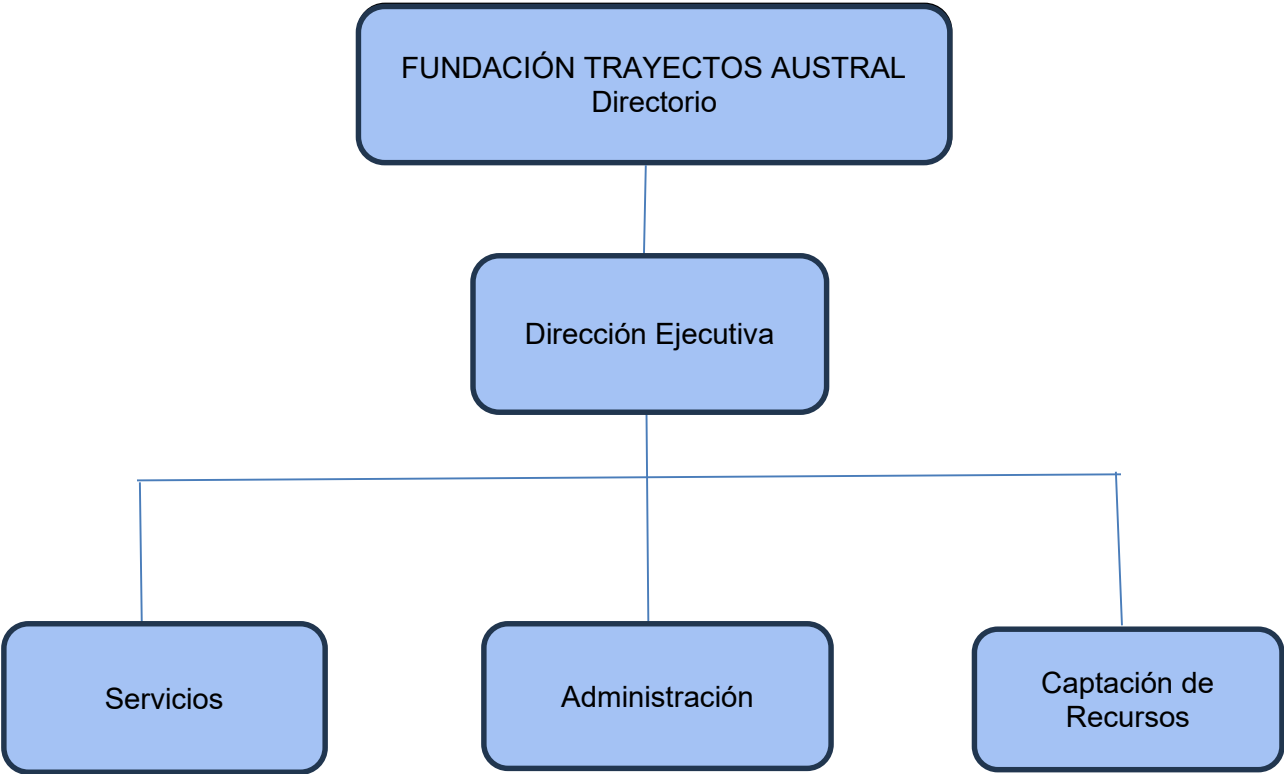 FUNDACIÓN TRAYECTOS AUSTRAL
Directorio
Dirección Ejecutiva
Servicios
Administración
Captación de
Recursos